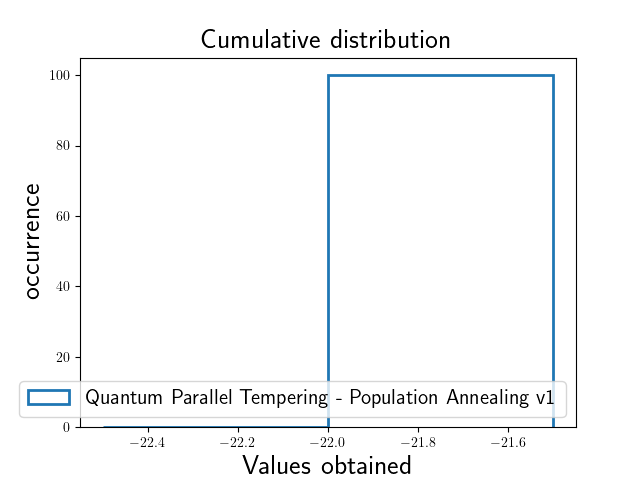 Cumulative distribution
occurrence
100
80
60
40
20
0
Quantum Parallel Tempering - Population Annealing v1
−22.4 −22.2 −22.0 −21.8 −21.6
Values obtained